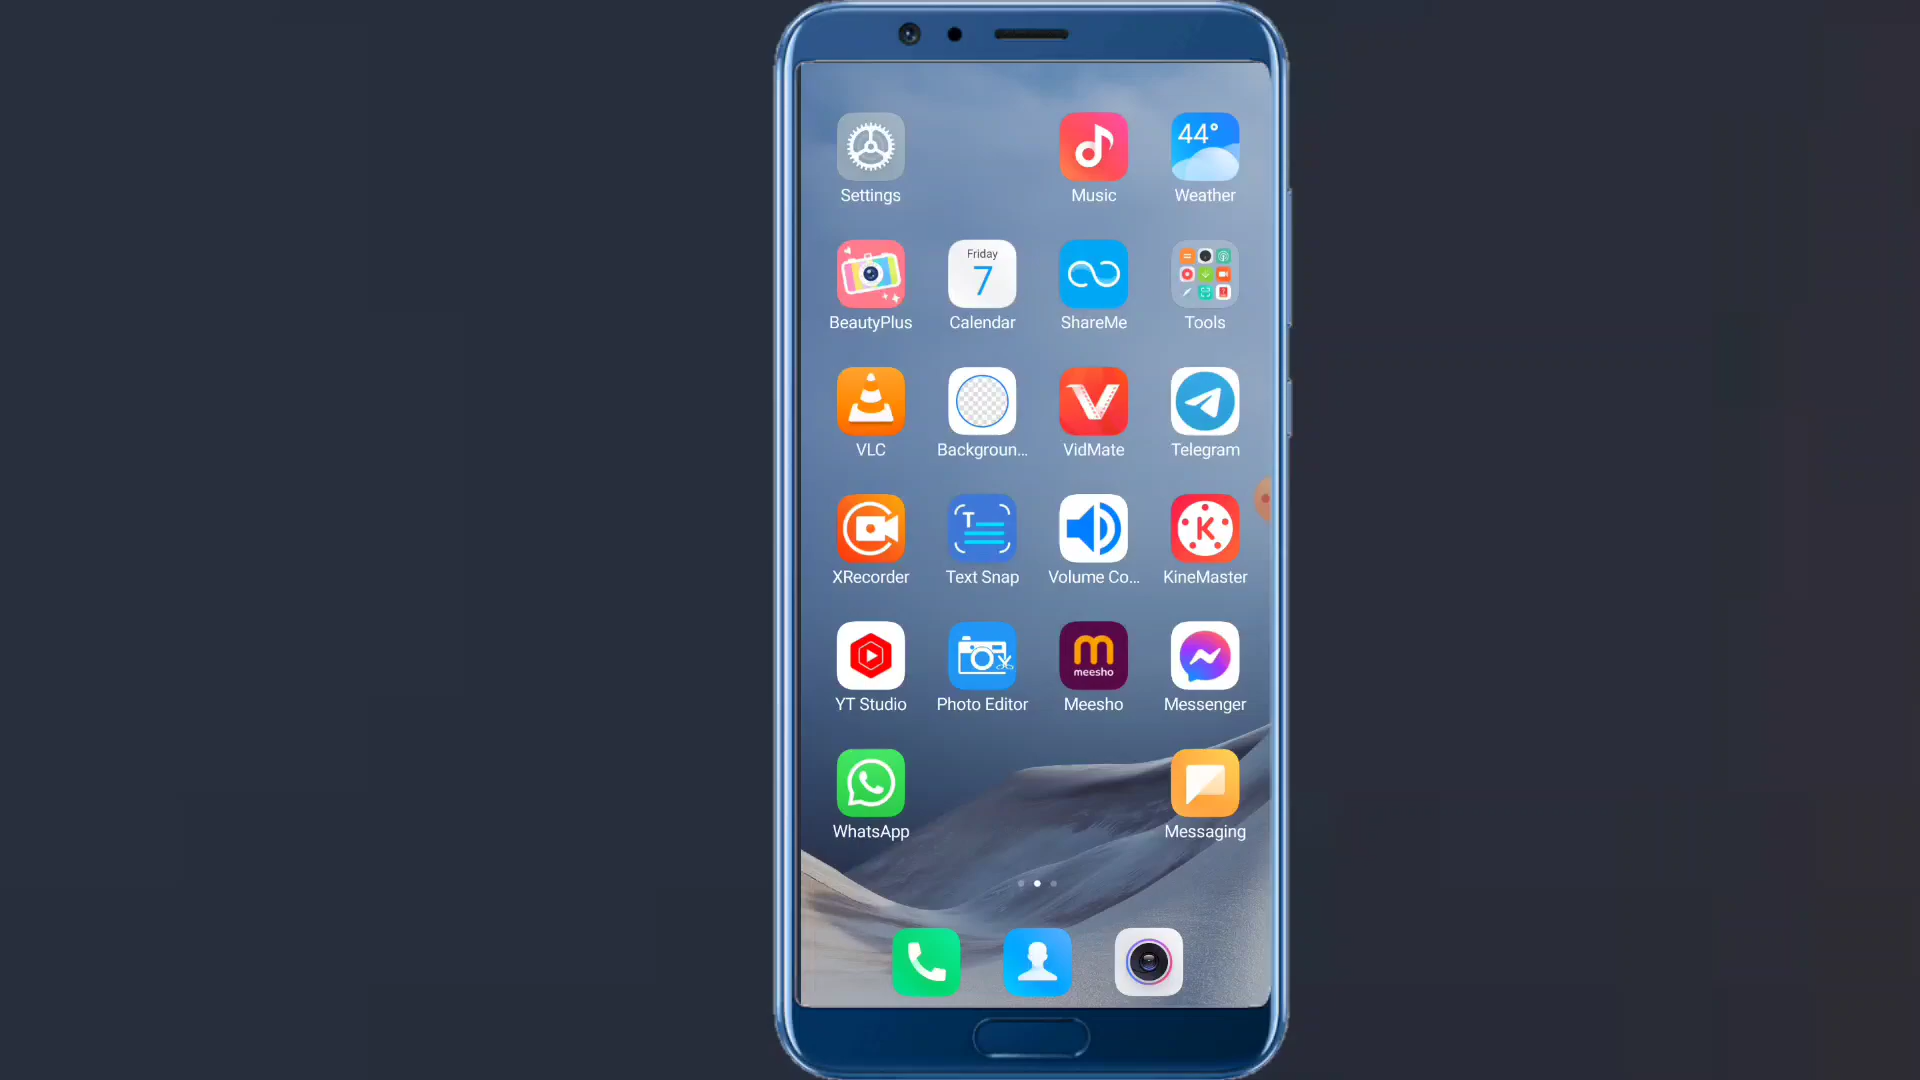 44°
Settings
Music
Weather
Friday
7
BeautyPlus
Calendar
ShareMe
Tools
VLC
Backgroun...
VidMate
Telegram
T
K
XRecorder
Text Snap
Volume Co...
KineMaster
m
meesho
YT Studio
Photo Editor
Meesho
Messenger
WhatsApp
Messaging